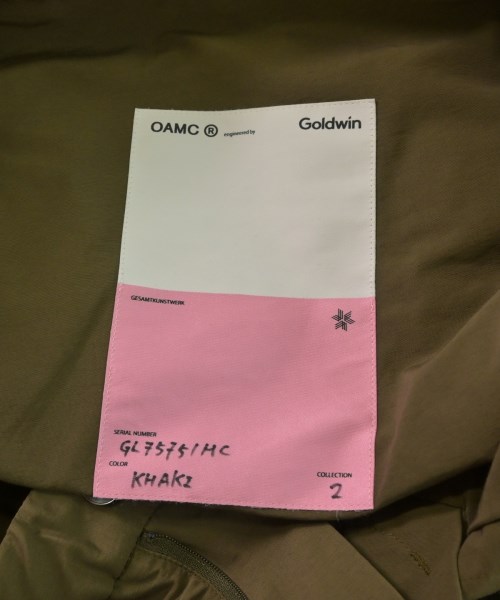 OAMC ® engineered by Goldwin
GESAMTKUNSTWERK
SERIAL NUMBER
GL75751MC
COLOR
KHAKI
COLLECTION
2